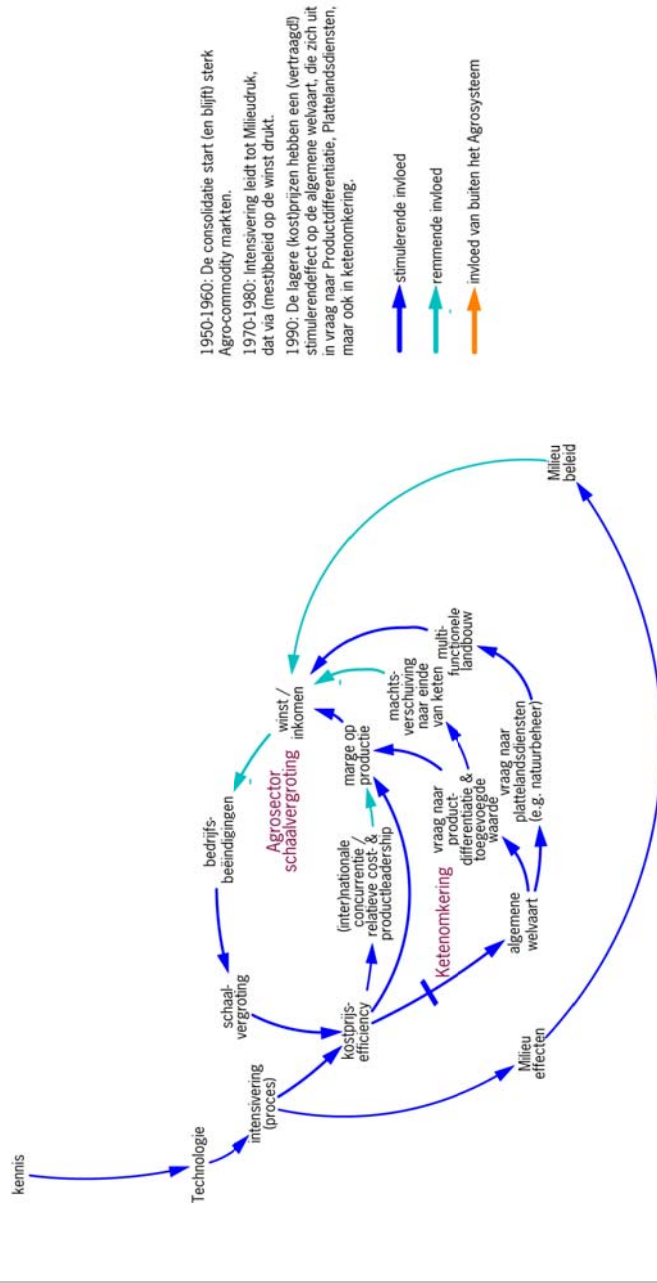 kennis
Technologie
intensivering
(proces)
schaal-
vergroting
bedrijfs-
beëindigingen
Agrosector
schaalvergroting
winst /
inkomen
kostprijs-
efficiency
(inter)nationale
concurrentie /
relatieve cost- &
productleadership
marge op
productie
machts-
verschuiving
naar einde
van keten
multi-
functionele
landbouw
Ketenomkering
vraag naar
product-
differentiatie &
toegevoegde
waarde
algemene
welvaart
vraag naar
plattelandsdiensten
(e.g. natuurbeheer)
Milieu
effecten
Milieu
beleid
1950-1960: De consolidatie start (en blijft) sterk
Agro-commodity markten.
1970-1980: Intensivering leidt tot Milieudruk,
dat via (mest)beleid op de winst drukt.
1990: De lagere (kost)prijzen hebben een (vertraagd!)
stimulerendeffect op de algemene welvaart, die zich uit
in vraag naar Productdifferentiatie, Plattelandsdiensten,
maar ook in ketenomkering.
stimulerende invloed
remmende invloed
invloed van buiten het Agrosysteem